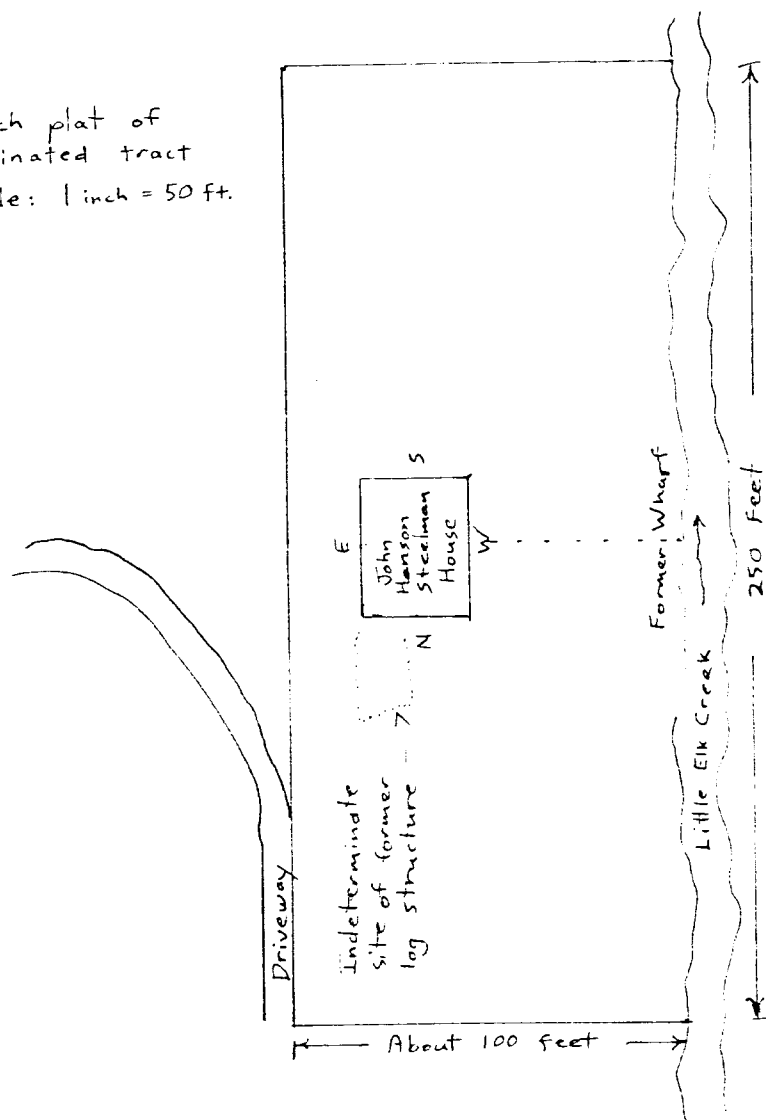 ch plat of
inated tract
le: 1 inch = 50 ft.
E
S
John
Hanson
Steelman
House
W
N
Former Wharf
Little Elk Creek
250 feet
Indeterminate
site of former
log structure
Driveway
About 100 feet